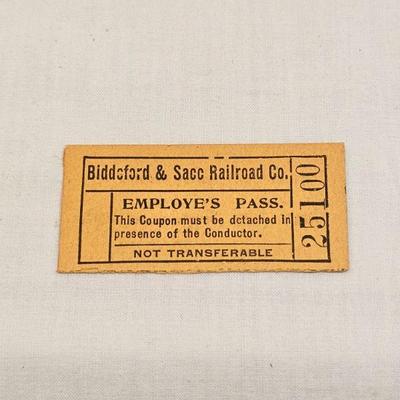 Biddeford & Saco Railroad Co.
EMPLOYE'S PASS.
This Coupon must be detached in
presence of the Conductor.
NOT TRANSFERABLE
25100